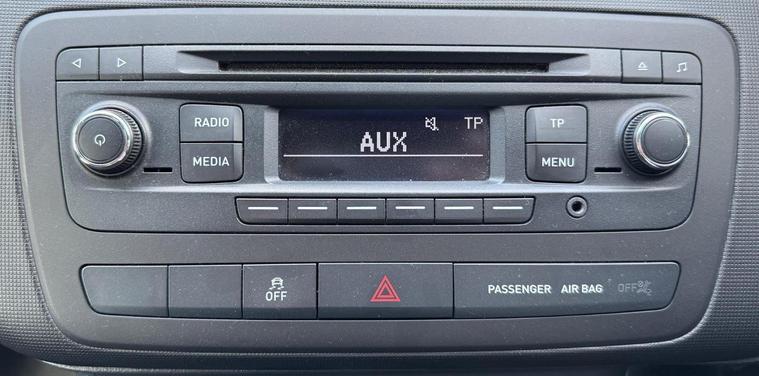 RADIO
MEDIA
TP
AUX
TP
MENU
OFF
PASSENGER AIR BAG OFF